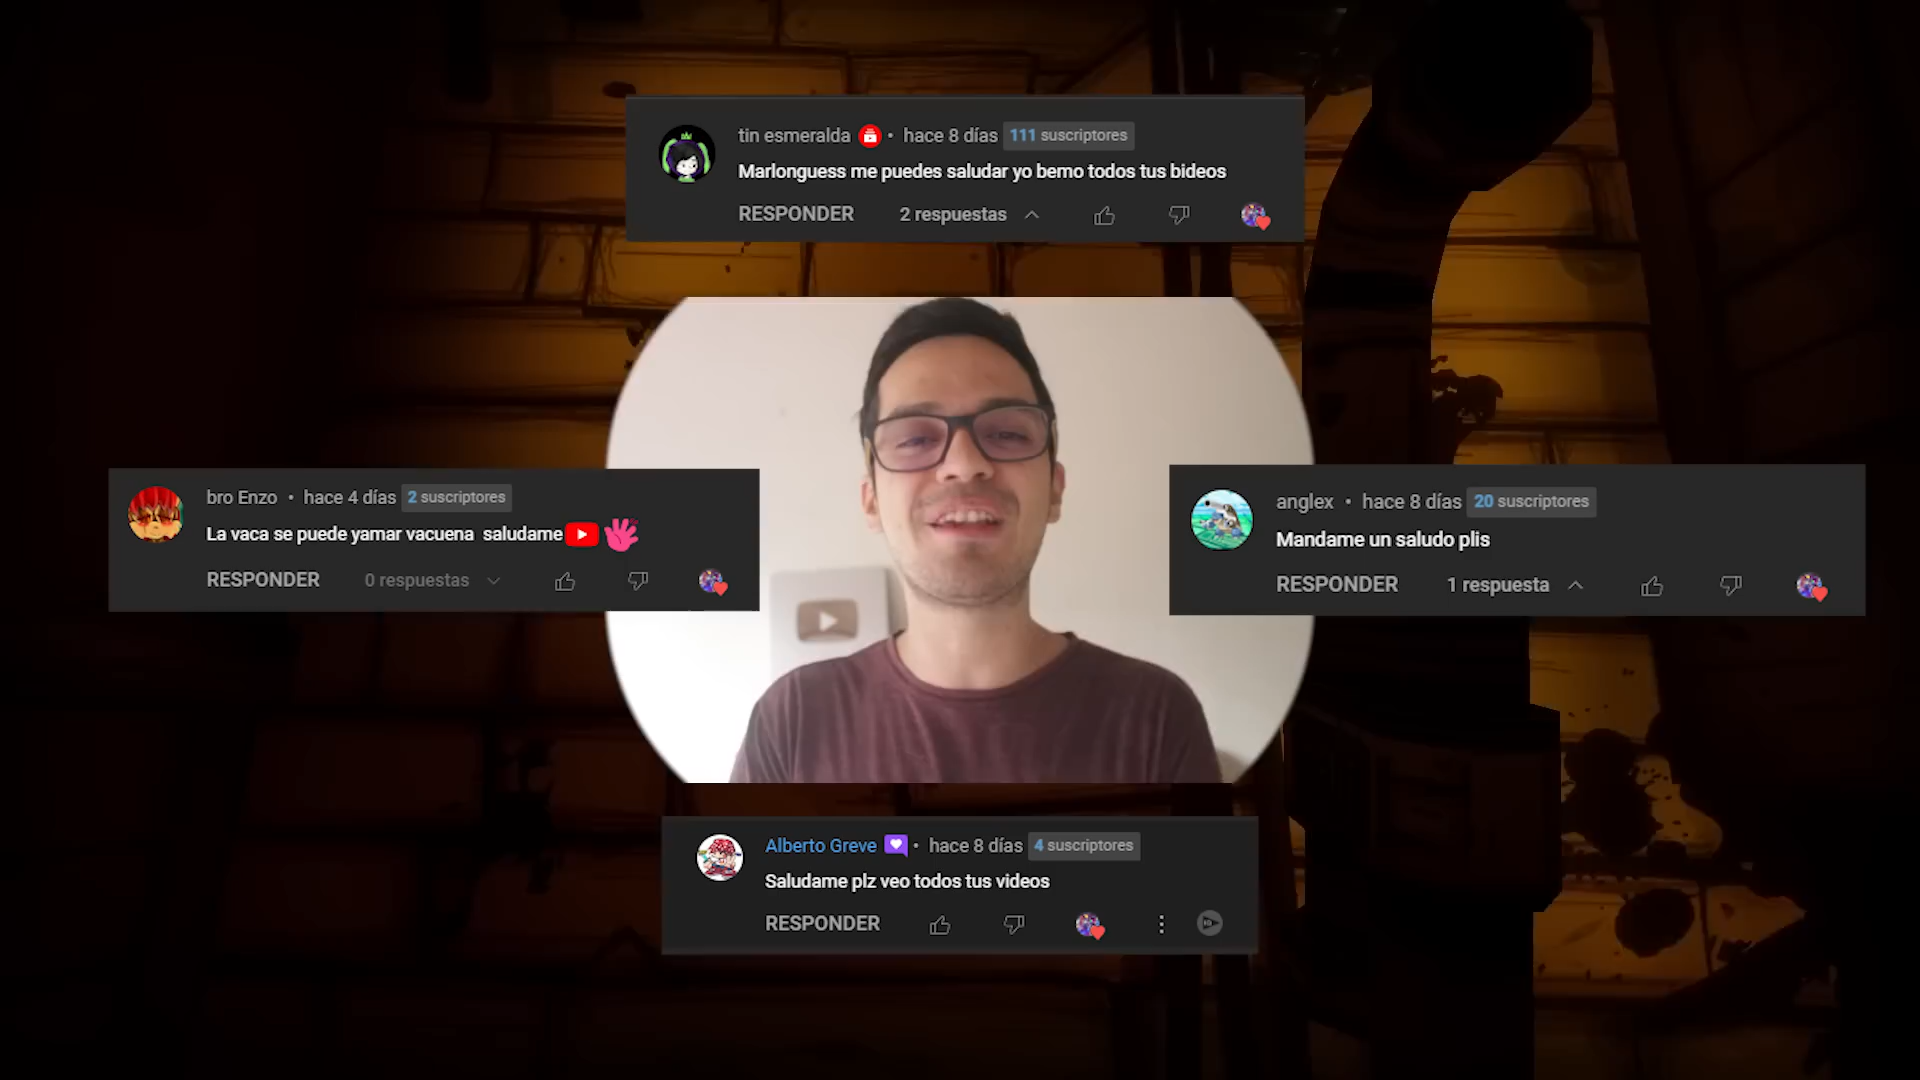 tin esmeralda • hace 8 días 111 suscriptores
Marlonguess me puedes saludar yo bemo todos tus bideos
RESPONDER 2 respuestas
bro Enzo • hace 4 días 2 suscriptores
La vaca se puede yamar vacuena saludame
RESPONDER 0 respuestas
anglex • hace 8 días 20 suscriptores
Mandame un saludo plis
RESPONDER 1 respuesta
Alberto Greve • hace 8 días 4 suscriptores
Saludame plz veo todos tus videos
RESPONDER